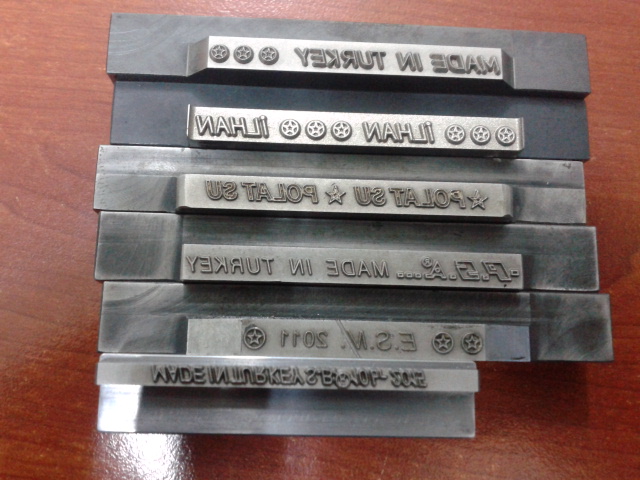 MADE IN TURKEY
İLHAN İLHAN
POLAT SU POLAT SU
MADE IN TURKEY
E.S.N. 2011
MADE IN TURKEY